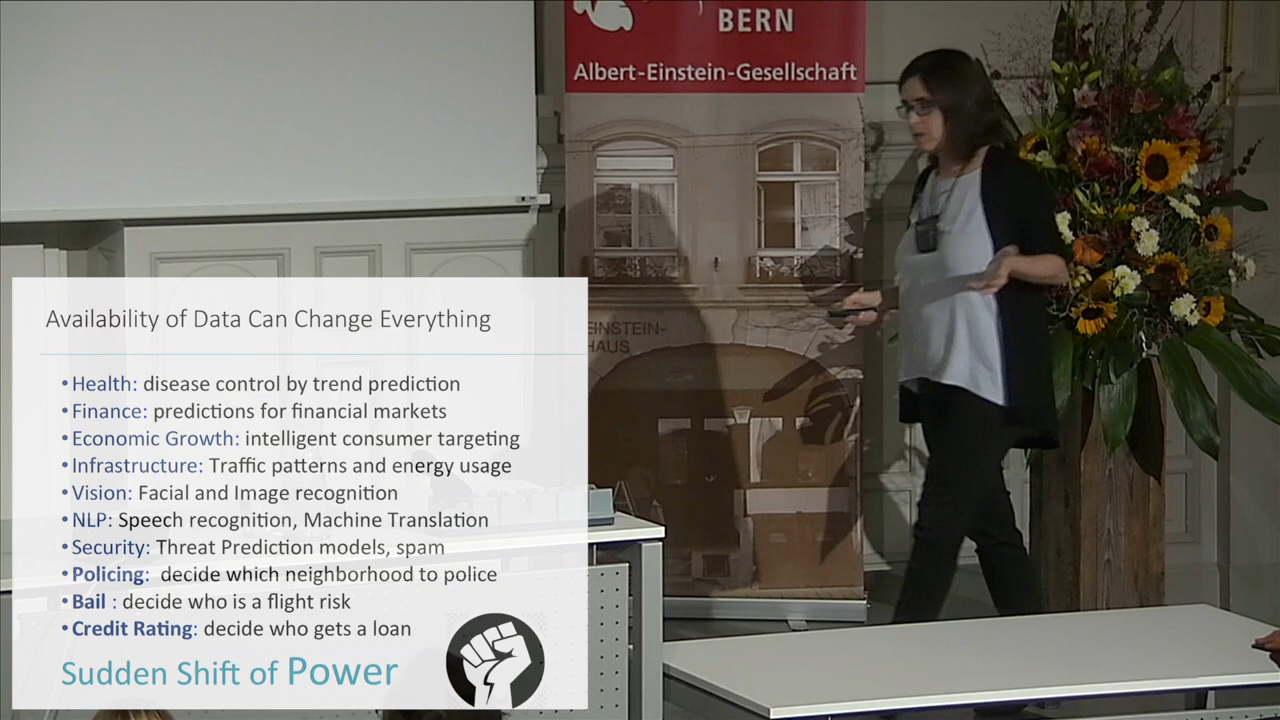 BERN
Albert-Einstein-Gesellschaft
EINSTEIN-
HAUS
Availability of Data Can Change Everything
• Health: disease control by trend prediction
• Finance: predictions for financial markets
• Economic Growth: intelligent consumer targeting
• Infrastructure: Traffic patterns and energy usage
• Vision: Facial and Image recognition
• NLP: Speech recognition, Machine Translation
• Security: Threat Prediction models, spam
• Policing: decide which neighborhood to police
• Bail : decide who is a flight risk
• Credit Rating: decide who gets a loan
Sudden Shift of Power